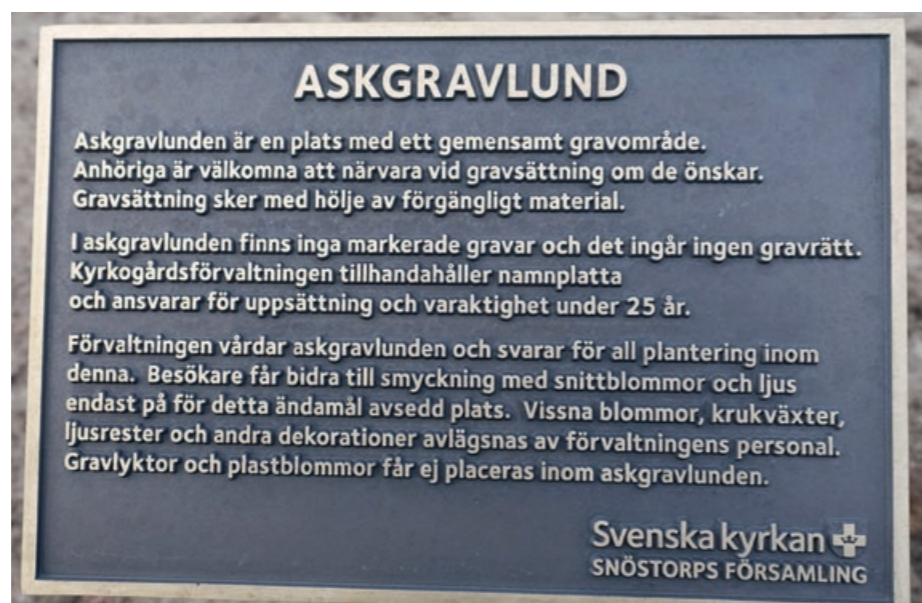 ASKGRAVLUND
Askgravlunden är en plats med ett gemensamt gravområde.
Anhöriga är välkomna att närvara vid gravsättning om de önskar.
Gravsättning sker med hölje av förgängligt material.
I askgravlunden finns inga markerade gravar och det ingår ingen gravrätt.
Kyrkogårdsförvaltningen tillhandahåller namnplatta
och ansvarar för uppsättning och varaktighet under 25 år.
Förvaltningen vårdar askgravlunden och svarar för all plantering inom
denna. Besökare får bidra till smyckning med snittblommor och ljus
endast på för detta ändamål avsedd plats. Vissna blommor, krukväxter,
ljusrester och andra dekorationer avlägsnas av förvaltningens personal.
Gravlyktor och plastblommor får ej placeras inom askgravlunden.
Svenska kyrkan
SNÖSTORPS FÖRSAMLING